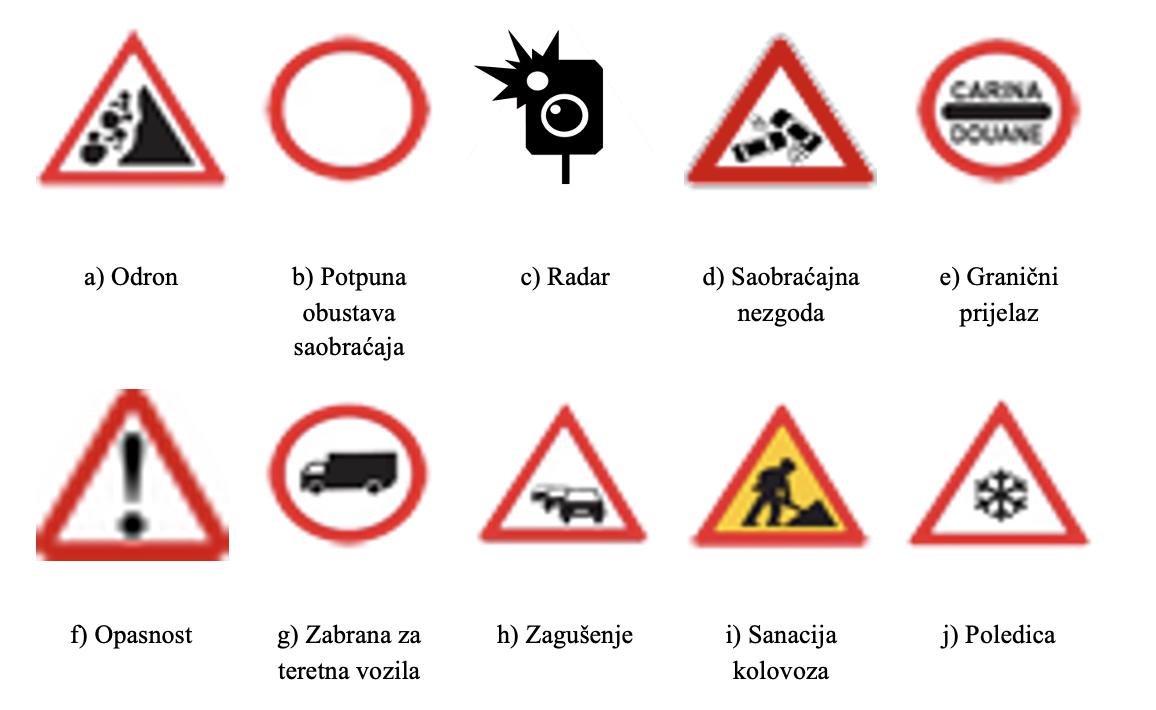 CARINA
DOUANE
a) Odron
b) Potpuna
obustava
saobraćaja
c) Radar
d) Saobraćajna
nezgoda
e) Granični
prijelaz
f) Opasnost
g) Zabrana za
teretna vozila
h) Zagušenje
i) Sanacija
kolovoza
j) Poledica